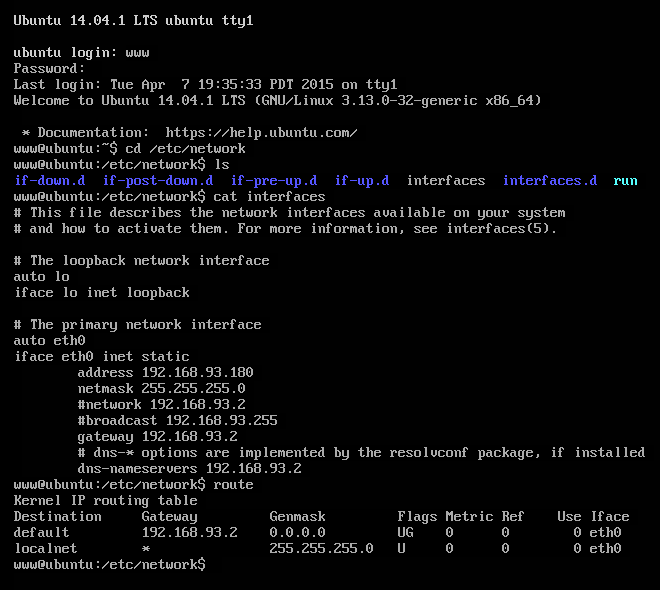 Ubuntu 14.04.1 LTS ubuntu tty1
ubuntu login: www
Password:
Last login: Tue Apr  7 19:35:33 PDT 2015 on tty1
Welcome to Ubuntu 14.04.1 LTS (GNU/Linux 3.13.0-32-generic x86_64)
 * Documentation:  https://help.ubuntu.com/
www@ubuntu:~$ cd /etc/network
www@ubuntu:/etc/network$ ls
if-down.d  if-post-down.d  if-pre-up.d  if-up.d  interfaces  interfaces.d  run
www@ubuntu:/etc/network$ cat interfaces
# This file describes the network interfaces available on your system
# and how to activate them. For more information, see interfaces(5).
# The loopback network interface
auto lo
iface lo inet loopback
# The primary network interface
auto eth0
iface eth0 inet static
        address 192.168.93.180
        netmask 255.255.255.0
        #network 192.168.93.2
        #broadcast 192.168.93.255
        gateway 192.168.93.2
        # dns-* options are implemented by the resolvconf package, if installed
        dns-nameservers 192.168.93.2
www@ubuntu:/etc/network$ route
Kernel IP routing table
Destination     Gateway         Genmask         Flags Metric Ref    Use Iface
default         192.168.93.2    0.0.0.0         UG    0      0        0 eth0
localnet        *               255.255.255.0   U     0      0        0 eth0
www@ubuntu:/etc/network$